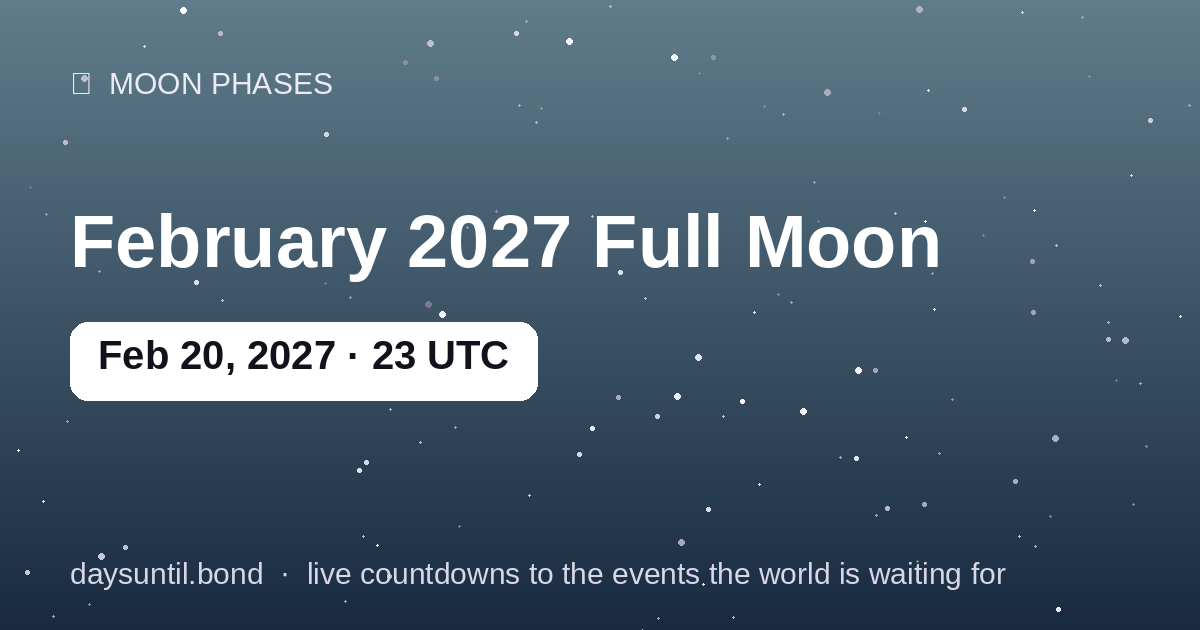 MOON PHASES
February 2027 Full Moon
Feb 20, 2027 · 23 UTC
daysuntil.bond · live countdowns to the events the world is waiting for